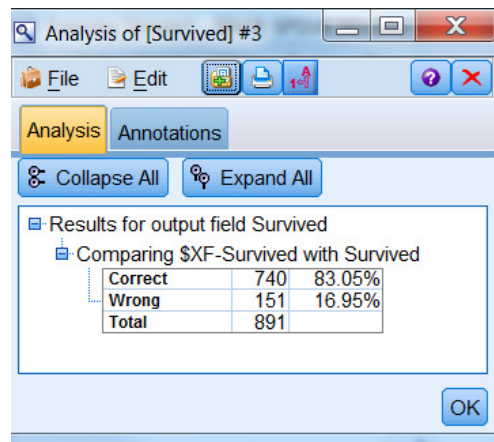 Analysis of [Survived] #3
File Edit
Analysis Annotations
Collapse All Expand All
Results for output field Survived
Comparing $XF-Survived with Survived
Correct 740 83.05%
Wrong 151 16.95%
Total 891
OK